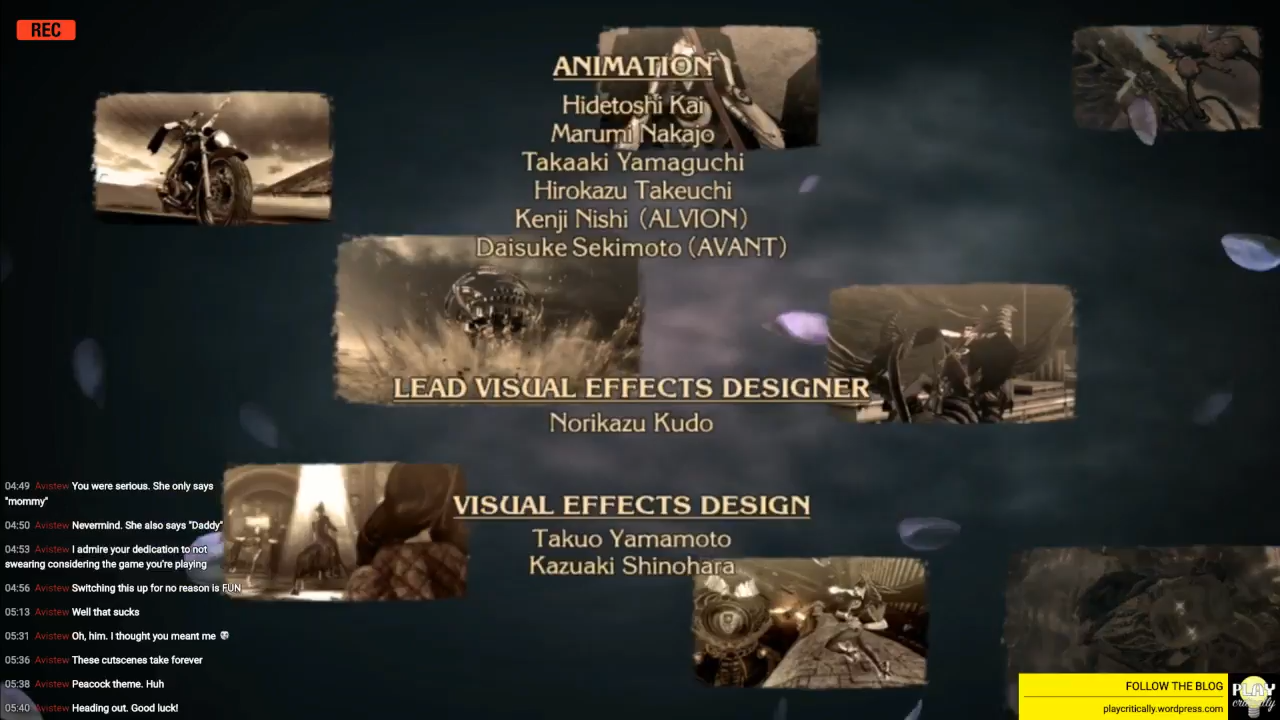 REC
ANIMATION
Hidetoshi Kai
Marumi Nakajo
Takaaki Yamaguchi
Hirokazu Takeuchi
Kenji Nishi (ALVION)
Daisuke Sekimoto (AVANT)
LEAD VISUAL EFFECTS DESIGNER
Norikazu Kudo
VISUAL EFFECTS DESIGN
Takuo Yamamoto
Kazuaki Shinohara
04:49 Avistew You were serious. She only says
"mommy"
04:50 Avistew Nevermind. She also says "Daddy"
04:53 Avistew I admire your dedication to not
swearing considering the game you're playing
04:56 Avistew Switching this up for no reason is FUN
05:13 Avistew Well that sucks
05:31 Avistew Oh, him. I thought you meant me
05:36 Avistew These cutscenes take forever
05:38 Avistew Peacock theme. Huh
05:40 Avistew Heading out. Good luck!
FOLLOW THE BLOG
playcritically.wordpress.com
PLAY
critically